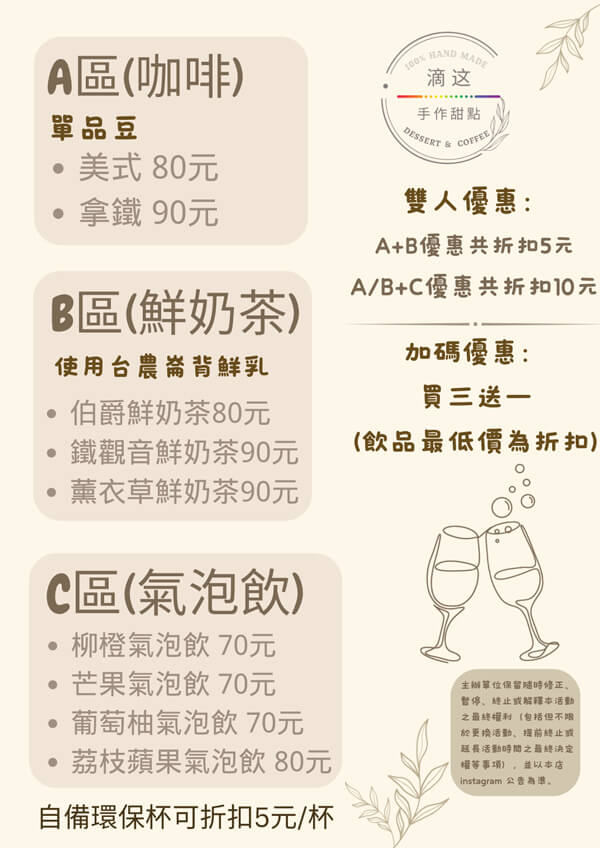 A區(咖啡)
單品豆
美式 80元
拿鐵 90元
B區(鮮奶茶)
使用台農崙背鮮乳
伯爵鮮奶茶80元
鐵觀音鮮奶茶90元
薰衣草鮮奶茶90元
C區(氣泡飲)
柳橙氣泡飲 70元
芒果氣泡飲 70元
葡萄柚氣泡飲 70元
荔枝蘋果氣泡飲 80元
自備環保杯可折扣5元/杯
100% HAND MADE
滴这
手作甜點
DESSERT & COFFEE
雙人優惠:
A+B優惠共折扣5元
A/B+C優惠共折扣10元
加碼優惠:
買三送一
(飲品最低價為折扣)
主辦單位保留隨時修正、
暫停、終止或解釋本活動
之最終權利（包括但不限
於更換活動、提前終止或
延長活動時間之最終決定
權等事項），並以本店
instagram 公告為準。